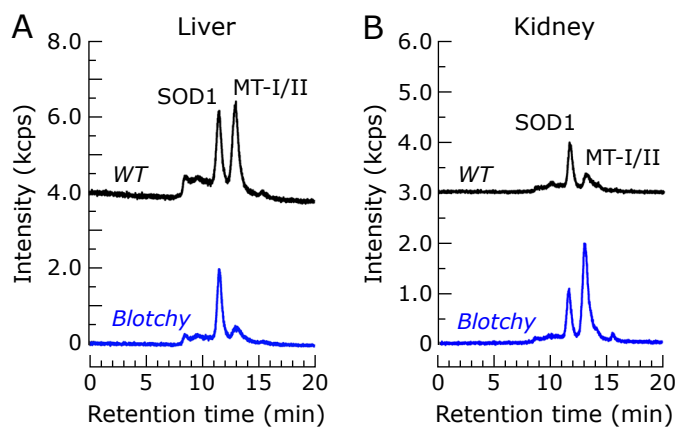 A
Liver
8.0
6.0
4.0
2.0
0
Intensity (kcps)
SOD1
MT-I/II
WT
Blotchy
0
5
10
15
20
Retention time (min)
B
Kidney
6.0
5.0
4.0
3.0
2.0
1.0
0
Intensity (kcps)
SOD1
MT-I/II
WT
Blotchy
0
5
10
15
20
Retention time (min)